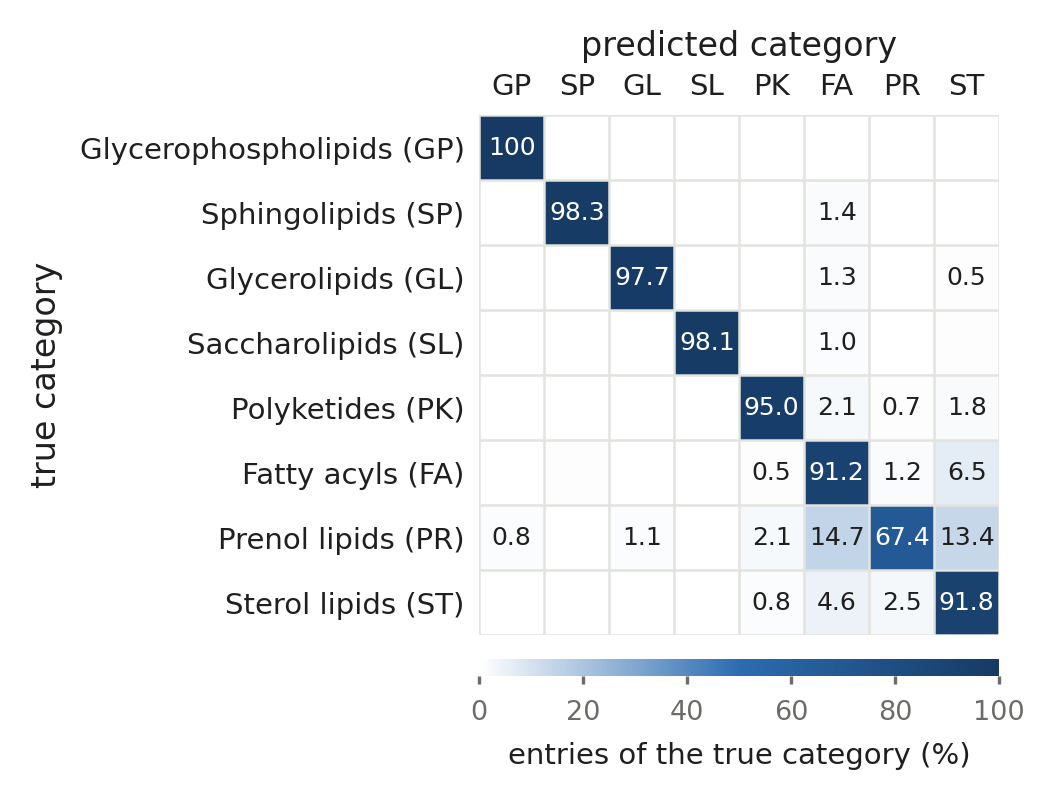 predicted category
GP SP GL SL PK FA PR ST
true category
Glycerophospholipids (GP) 100
Sphingolipids (SP) 98.3 1.4
Glycerolipids (GL) 97.7 1.3 0.5
Saccharolipids (SL) 98.1 1.0
Polyketides (PK) 95.0 2.1 0.7 1.8
Fatty acyls (FA) 0.5 91.2 1.2 6.5
Prenol lipids (PR) 0.8 1.1 2.1 14.7 67.4 13.4
Sterol lipids (ST) 0.8 4.6 2.5 91.8
0 20 40 60 80 100
entries of the true category (%)